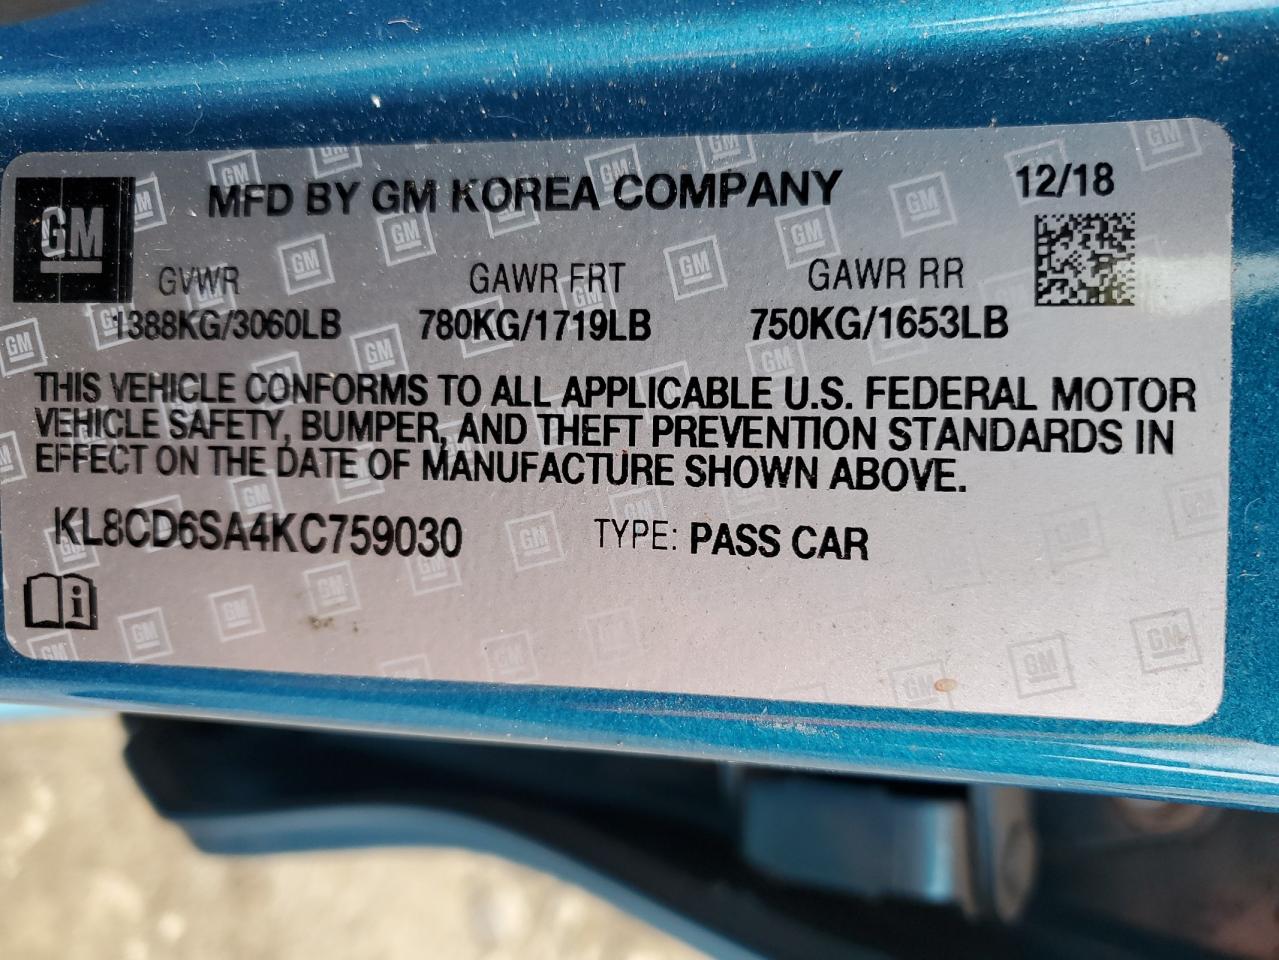 GM
MFD BY GM KOREA COMPANY
12/18
GVWR
GAWR FRT
GAWR RR
1388KG/3060LB
780KG/1719LB
750KG/1653LB
THIS VEHICLE CONFORMS TO ALL APPLICABLE U.S. FEDERAL MOTOR
VEHICLE SAFETY, BUMPER, AND THEFT PREVENTION STANDARDS IN
EFFECT ON THE DATE OF MANUFACTURE SHOWN ABOVE.
KL8CD6SA4KC759030
TYPE: PASS CAR